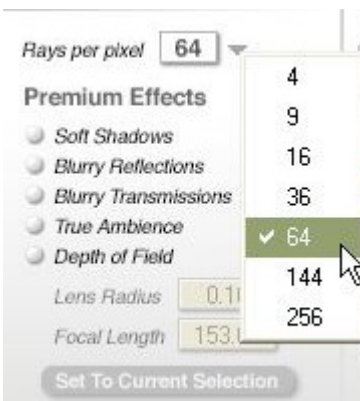 Rays per pixel 64
Premium Effects
Soft Shadows
Blurry Reflections
Blurry Transmissions
True Ambience
Depth of Field
Lens Radius
Focal Length
Set To Current Selection
4
9
16
36
64
144
256